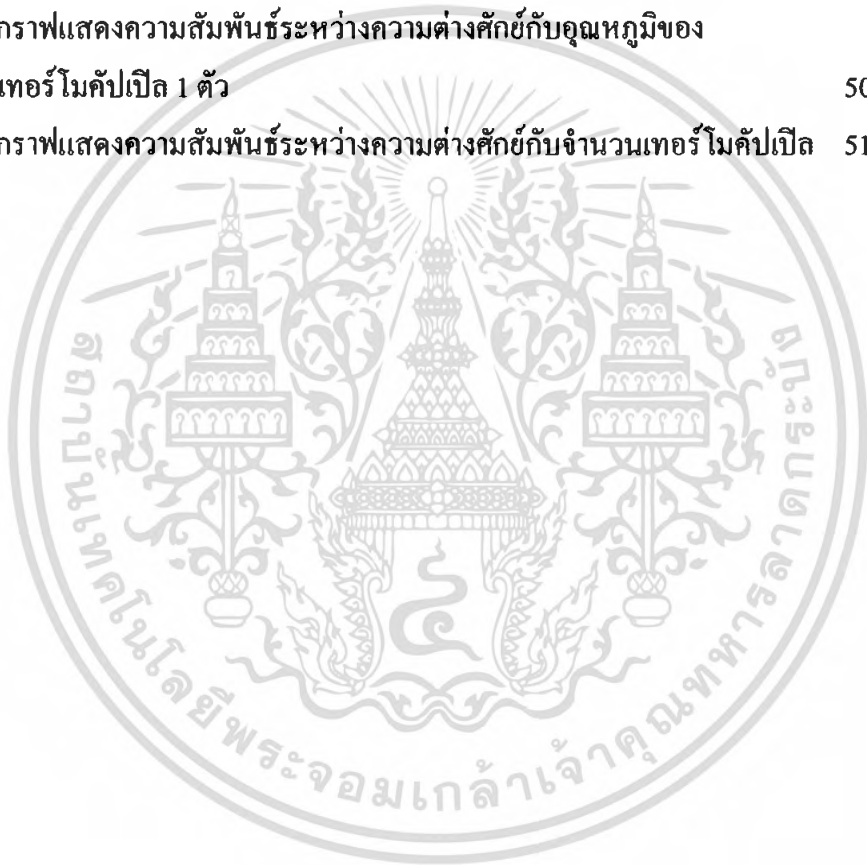 กราฟแสดงความสัมพันธ์ระหว่างความต่างศักย์กับอุณหภูมิของ
เทอร์โมคัปเปิล 1 ตัว 50
กราฟแสดงความสัมพันธ์ระหว่างความต่างศักย์กับจำนวนเทอร์โมคัปเปิล 51
สถาบันเทคโนโลยีพระจอมเกล้าเจ้าคุณทหารลาดกระบัง